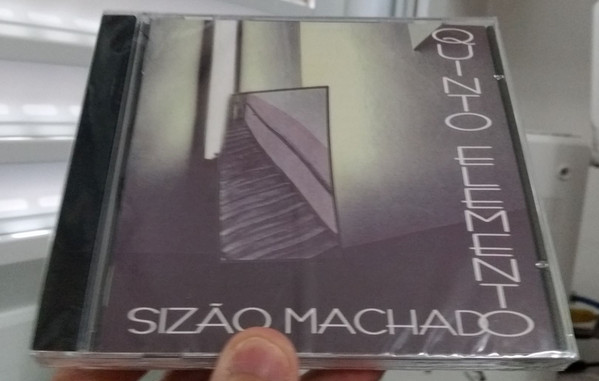 QUINTO ELEMENTO
SIZÃO MACHADO